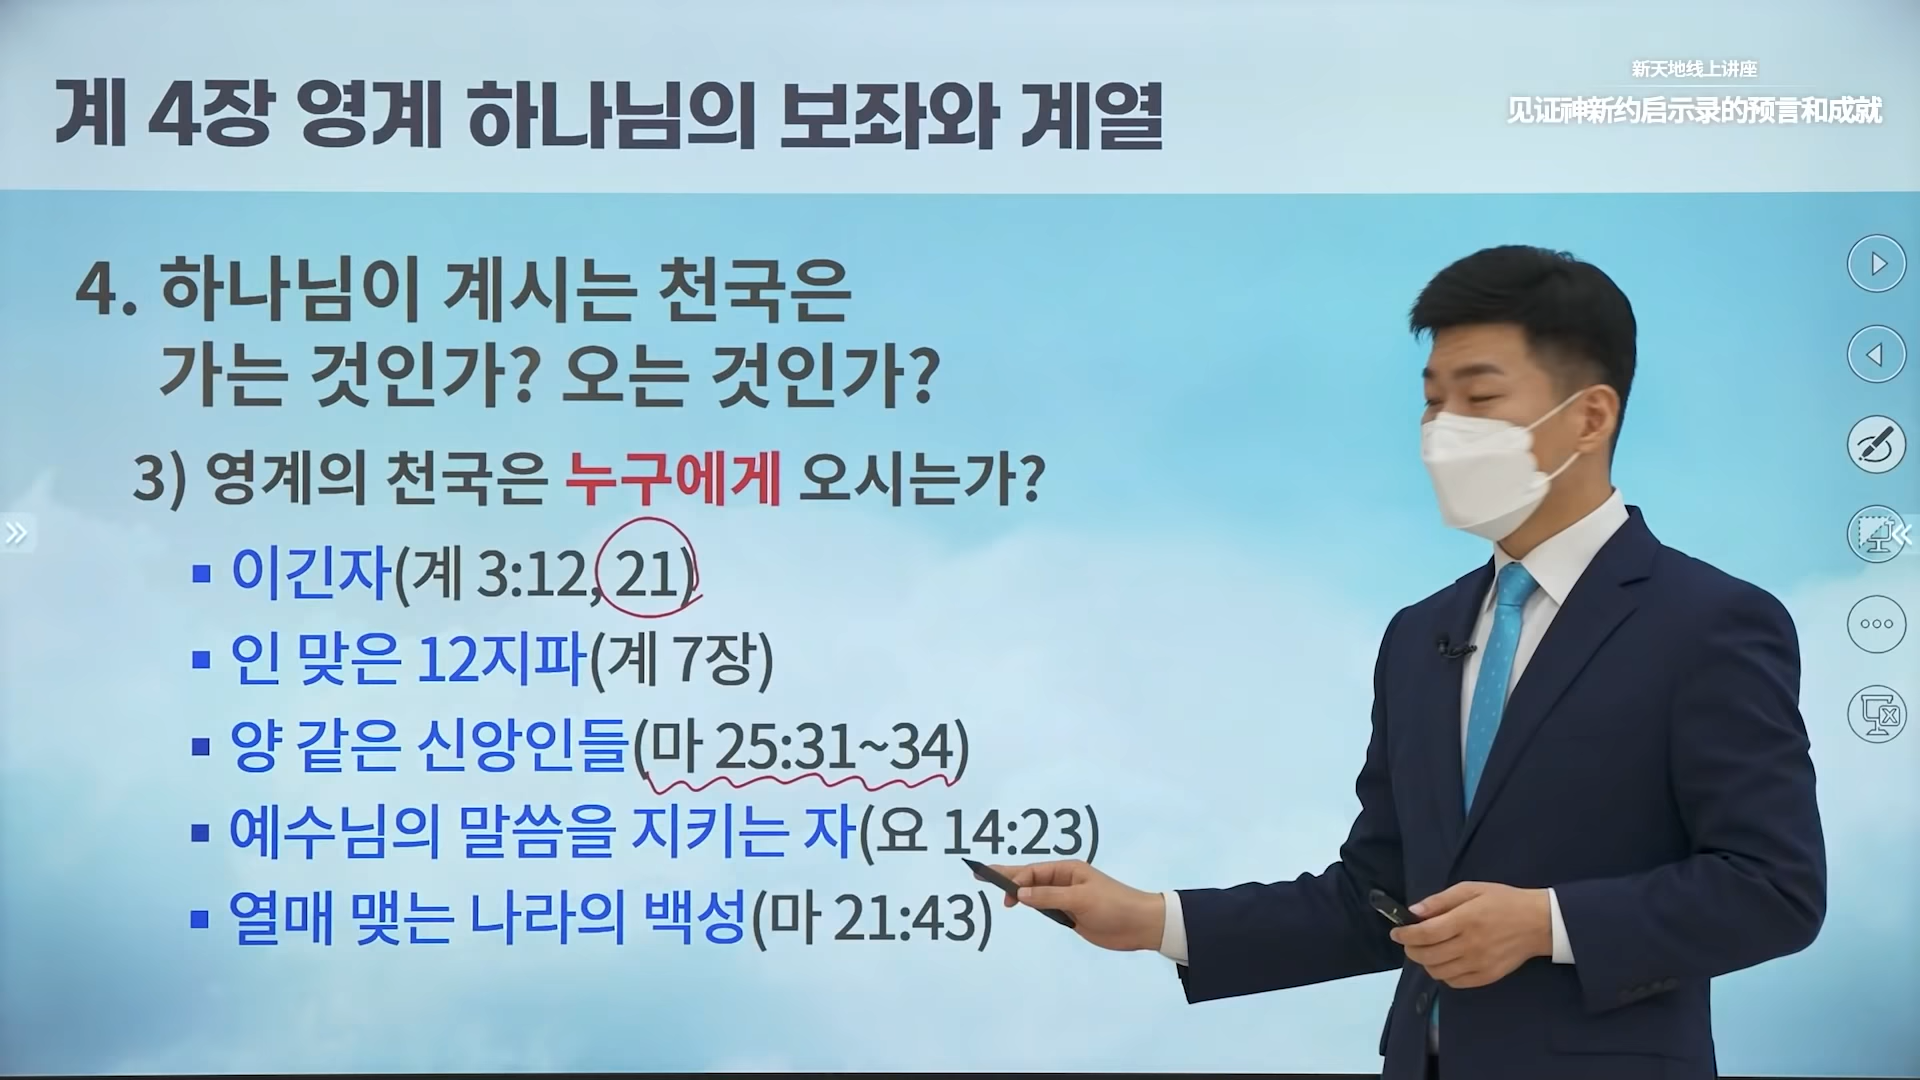 계 4장 영계 하나님의 보좌와 계열
新天地线上讲座
见证神新约启示录的预言和成就
4. 하나님이 계시는 천국은
가는 것인가? 오는 것인가?
3) 영계의 천국은 누구에게 오시는가?
▪ 이긴자(계 3:12, 21)
▪ 인 맞은 12지파(계 7장)
▪ 양 같은 신앙인들(마 25:31~34)
▪ 예수님의 말씀을 지키는 자(요 14:23)
▪ 열매 맺는 나라의 백성(마 21:43)